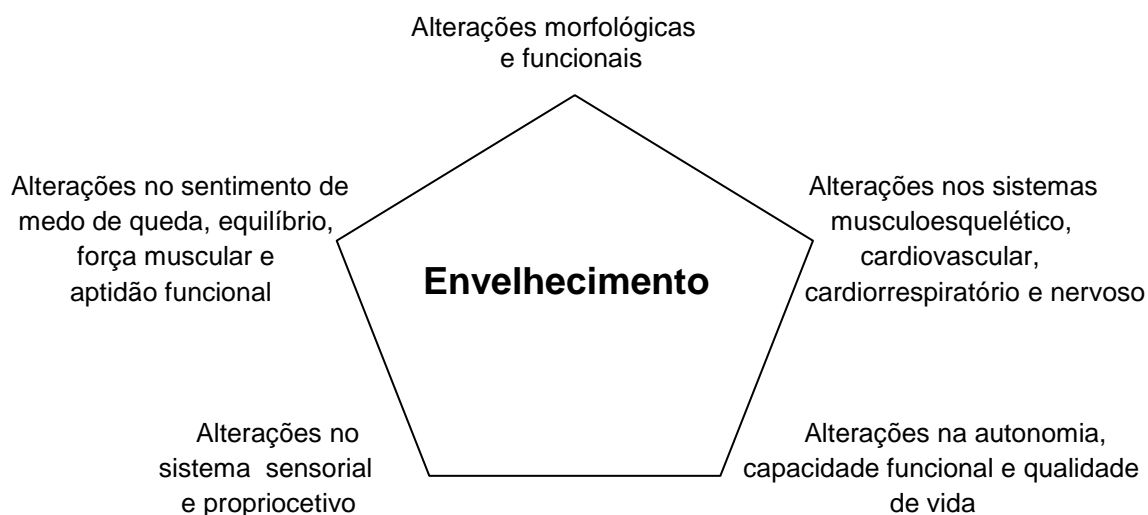 Alterações morfológicas
e funcionais
Alterações no sentimento de
medo de queda, equilíbrio,
força muscular e
aptidão funcional
Alterações nos sistemas
musculoesquelético,
cardiovascular,
cardiorrespiratório e nervoso
Envelhecimento
Alterações no
sistema sensorial
e propriocetivo
Alterações na autonomia,
capacidade funcional e qualidade
de vida